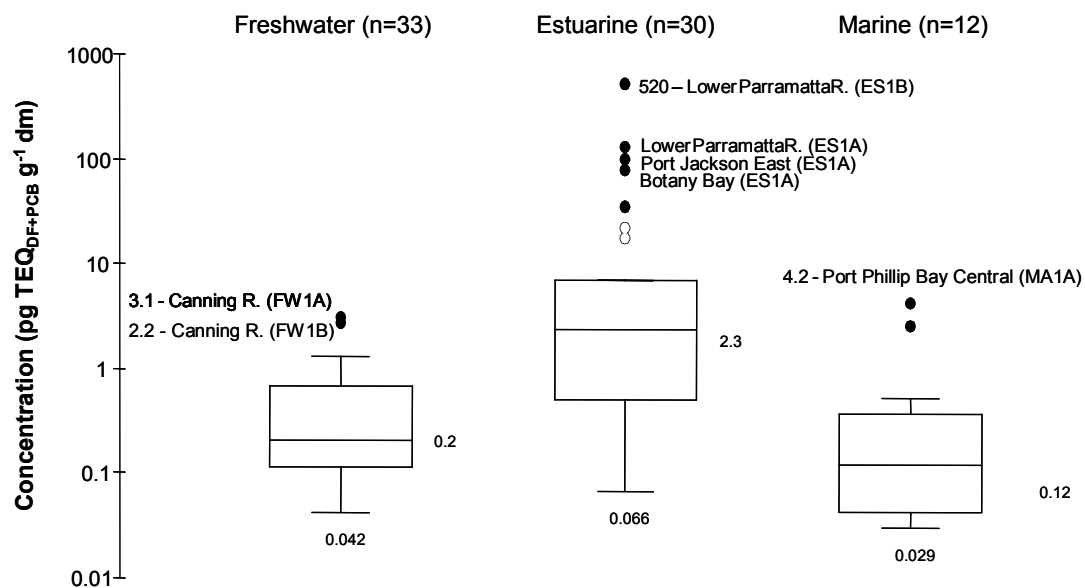 Freshwater (n=33) Estuarine (n=30) Marine (n=12)
1000
520 – LowerParramattaR. (ES1B)
LowerParramattaR. (ES1A)
100
Port Jackson East (ES1A)
Botany Bay (ES1A)
10
4.2 - Port Phillip Bay Central (MA1A)
3.1 - Canning R. (FW1A)
2.2 - Canning R. (FW1B)
2.3
1
0.2
0.1
0.12
0.042
0.066
0.029
0.01
Concentration (pg TEQDF+PCB g-1 dm)